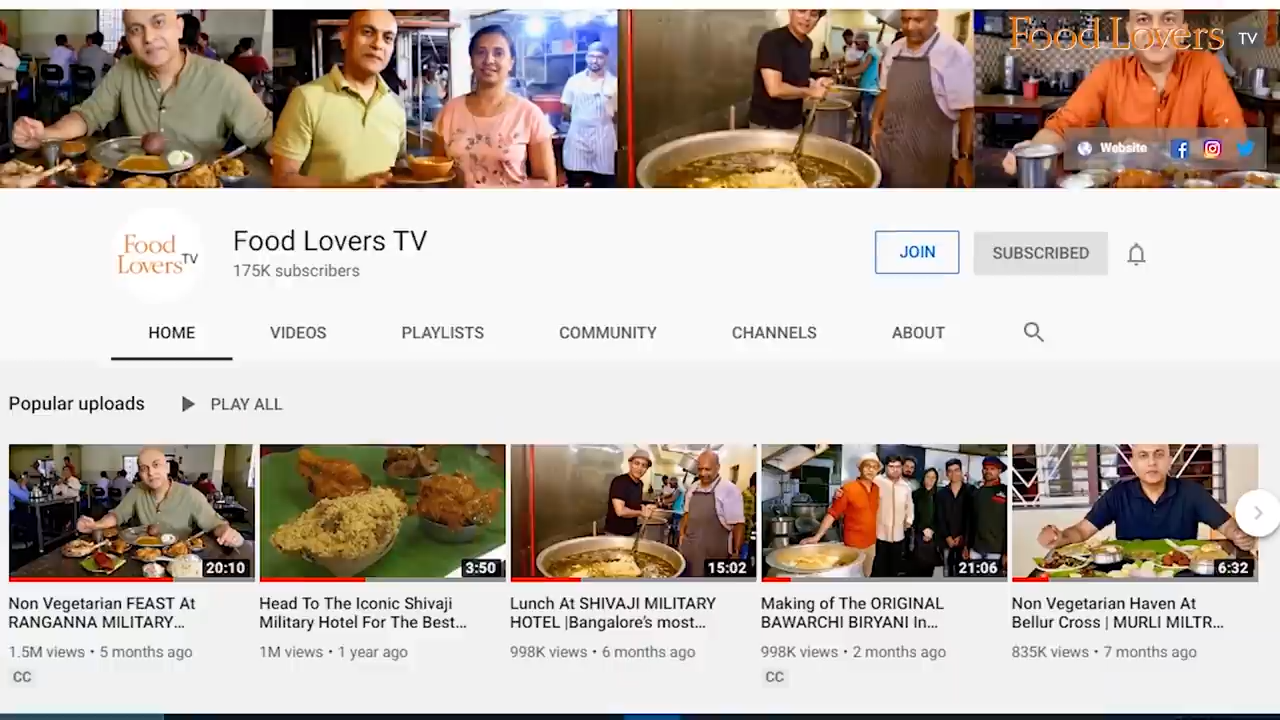 Food Lovers TV
Website
Food
Lovers TV
Food Lovers TV
175K subscribers
JOIN
SUBSCRIBED
HOME
VIDEOS
PLAYLISTS
COMMUNITY
CHANNELS
ABOUT
Popular uploads
PLAY ALL
20:10
3:50
15:02
21:06
6:32
Non Vegetarian FEAST At
RANGANNA MILITARY...
1.5M views • 5 months ago
CC
Head To The Iconic Shivaji
Military Hotel For The Best...
1M views • 1 year ago
Lunch At SHIVAJI MILITARY
HOTEL |Bangalore's most...
998K views • 6 months ago
Making of The ORIGINAL
BAWARCHI BIRYANI In...
998K views • 2 months ago
CC
Non Vegetarian Haven At
Bellur Cross | MURLI MILTR...
835K views • 7 months ago